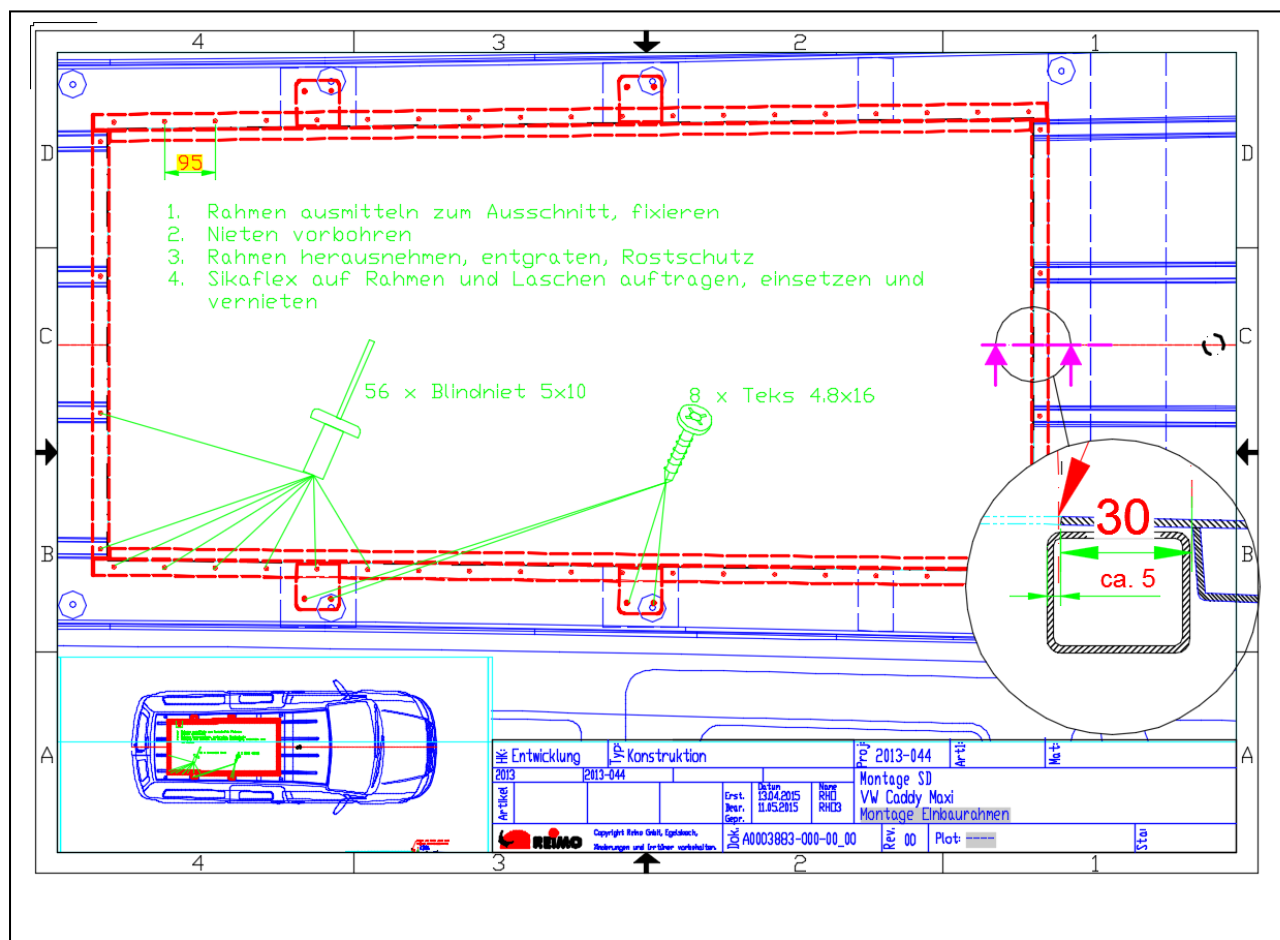 4 3 2 1
D D
95
1. Rahmen ausmitteln zum Ausschnitt, fixieren
2. Nieten vorbohren
3. Rahmen herausnehmen, entgraten, Rostschutz
4. Sikaflex auf Rahmen und Laschen auftragen, einsetzen und
vernieten
C C
56 x Blindniet 5x10
8 x Teks 4.8x16
30
ca. 5
B B
A A
HK: Entwicklung Typ: Konstruktion Proj: 2013-044 Artl: Mat:
2013 2013-044
Artikel
Datum Name
Erst. 13.04.2015 RHO
Bear. 11.05.2015 RHO3
Gepr.
Montage SD
VW Caddy Maxi
Montage Einbaurahmen
REIMO
Copyright Reimo GmbH, Egelsbach,
Änderungen und Irrtümer vorbehalten.
Dok. A0003883-000-00_00 Rev. 00 Plot: ---- Sta:
4 3 2 1